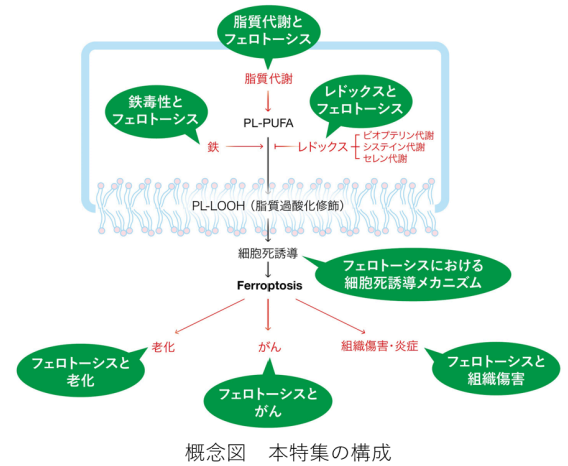 脂質代謝と
フェロトーシス
脂質代謝
鉄毒性と
フェロトーシス
レドックスと
フェロトーシス
PL-PUFA
鉄
レドックス
ビオプテリン代謝
システイン代謝
セレン代謝
PL-LOOH（脂質過酸化修飾）
細胞死誘導
フェロトーシスにおける
細胞死誘導メカニズム
Ferroptosis
老化
がん
組織傷害・炎症
フェロトーシスと
老化
フェロトーシスと
がん
フェロトーシスと
組織傷害
概念図　本特集の構成